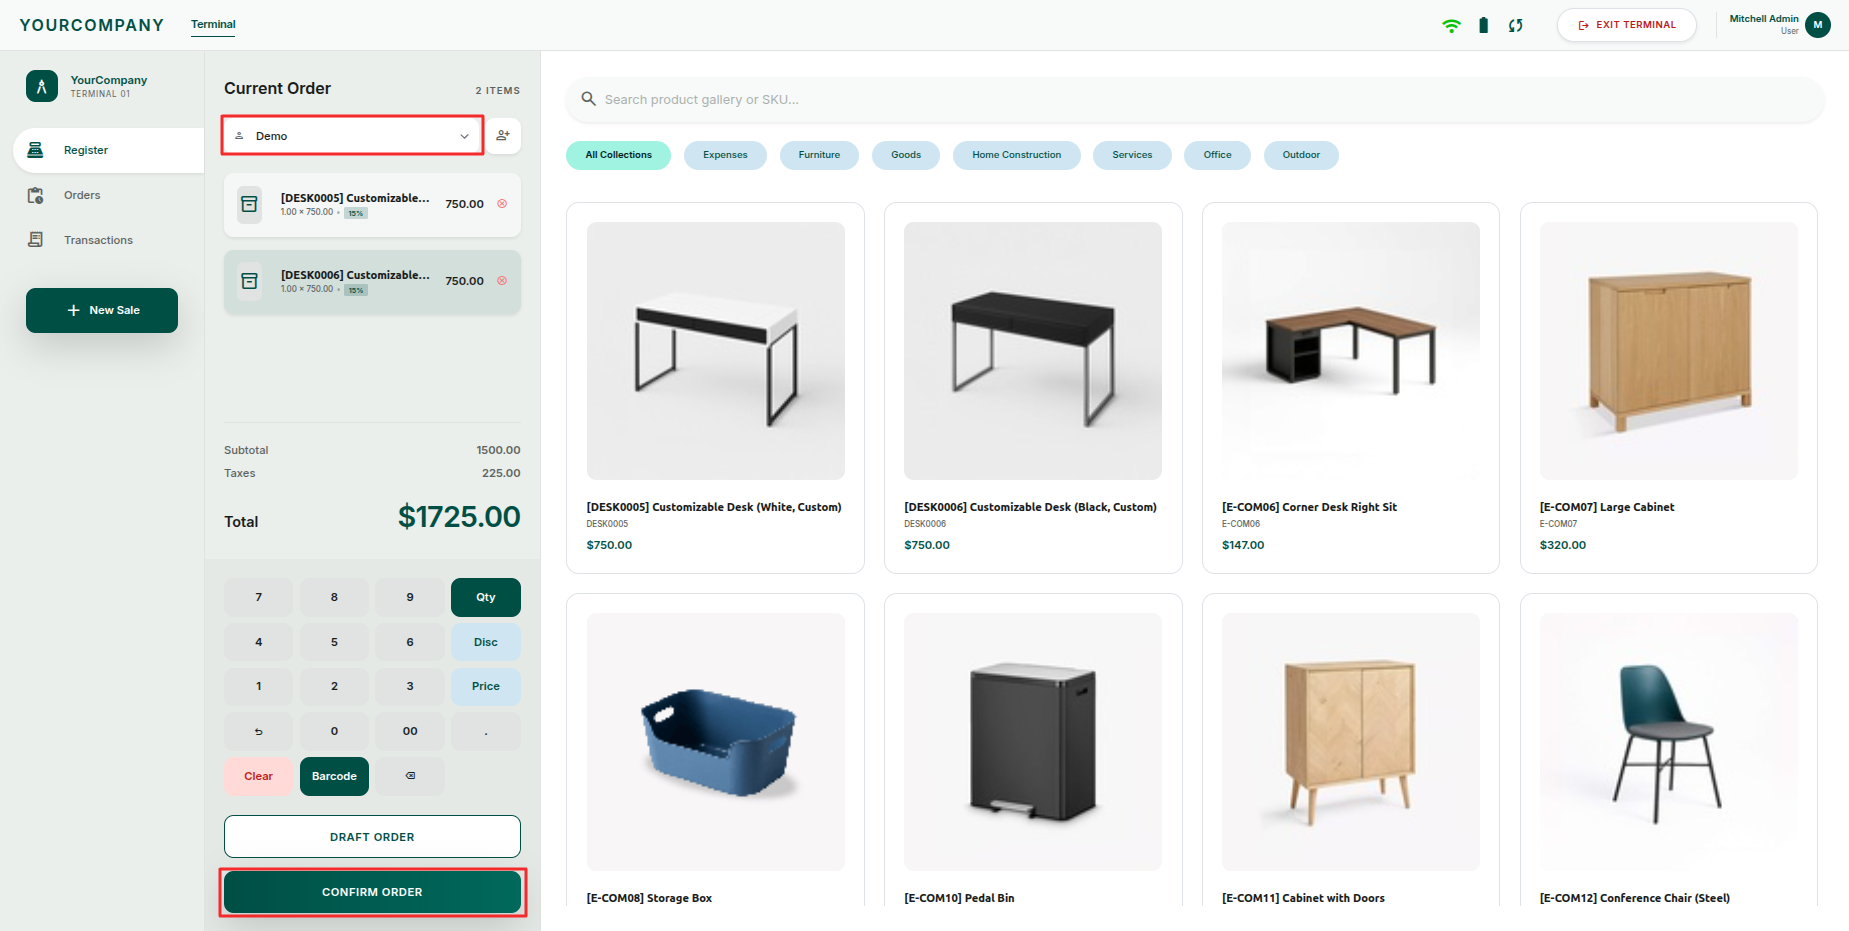 YOURCOMPANY
Terminal
EXIT TERMINAL
Mitchell Admin
User
M
YourCompany
TERMINAL 01
Register
Orders
Transactions
New Sale
Current Order
2 ITEMS
Demo
[DESK0005] Customizable...
1.00 × 750.00 • 15%
750.00
[DESK0006] Customizable...
1.00 × 750.00 • 15%
750.00
Subtotal 1500.00
Taxes 225.00
Total $1725.00
7 8 9 Qty
4 5 6 Disc
1 2 3 Price
0 00 .
Clear Barcode
DRAFT ORDER
CONFIRM ORDER
Search product gallery or SKU...
All Collections Expenses Furniture Goods Home Construction Services Office Outdoor
[DESK0005] Customizable Desk (White, Custom)
DESK0005
$750.00
[DESK0006] Customizable Desk (Black, Custom)
DESK0006
$750.00
[E-COM06] Corner Desk Right Sit
E-COM06
$147.00
[E-COM07] Large Cabinet
E-COM07
$320.00
[E-COM08] Storage Box
[E-COM10] Pedal Bin
[E-COM11] Cabinet with Doors
[E-COM12] Conference Chair (Steel)